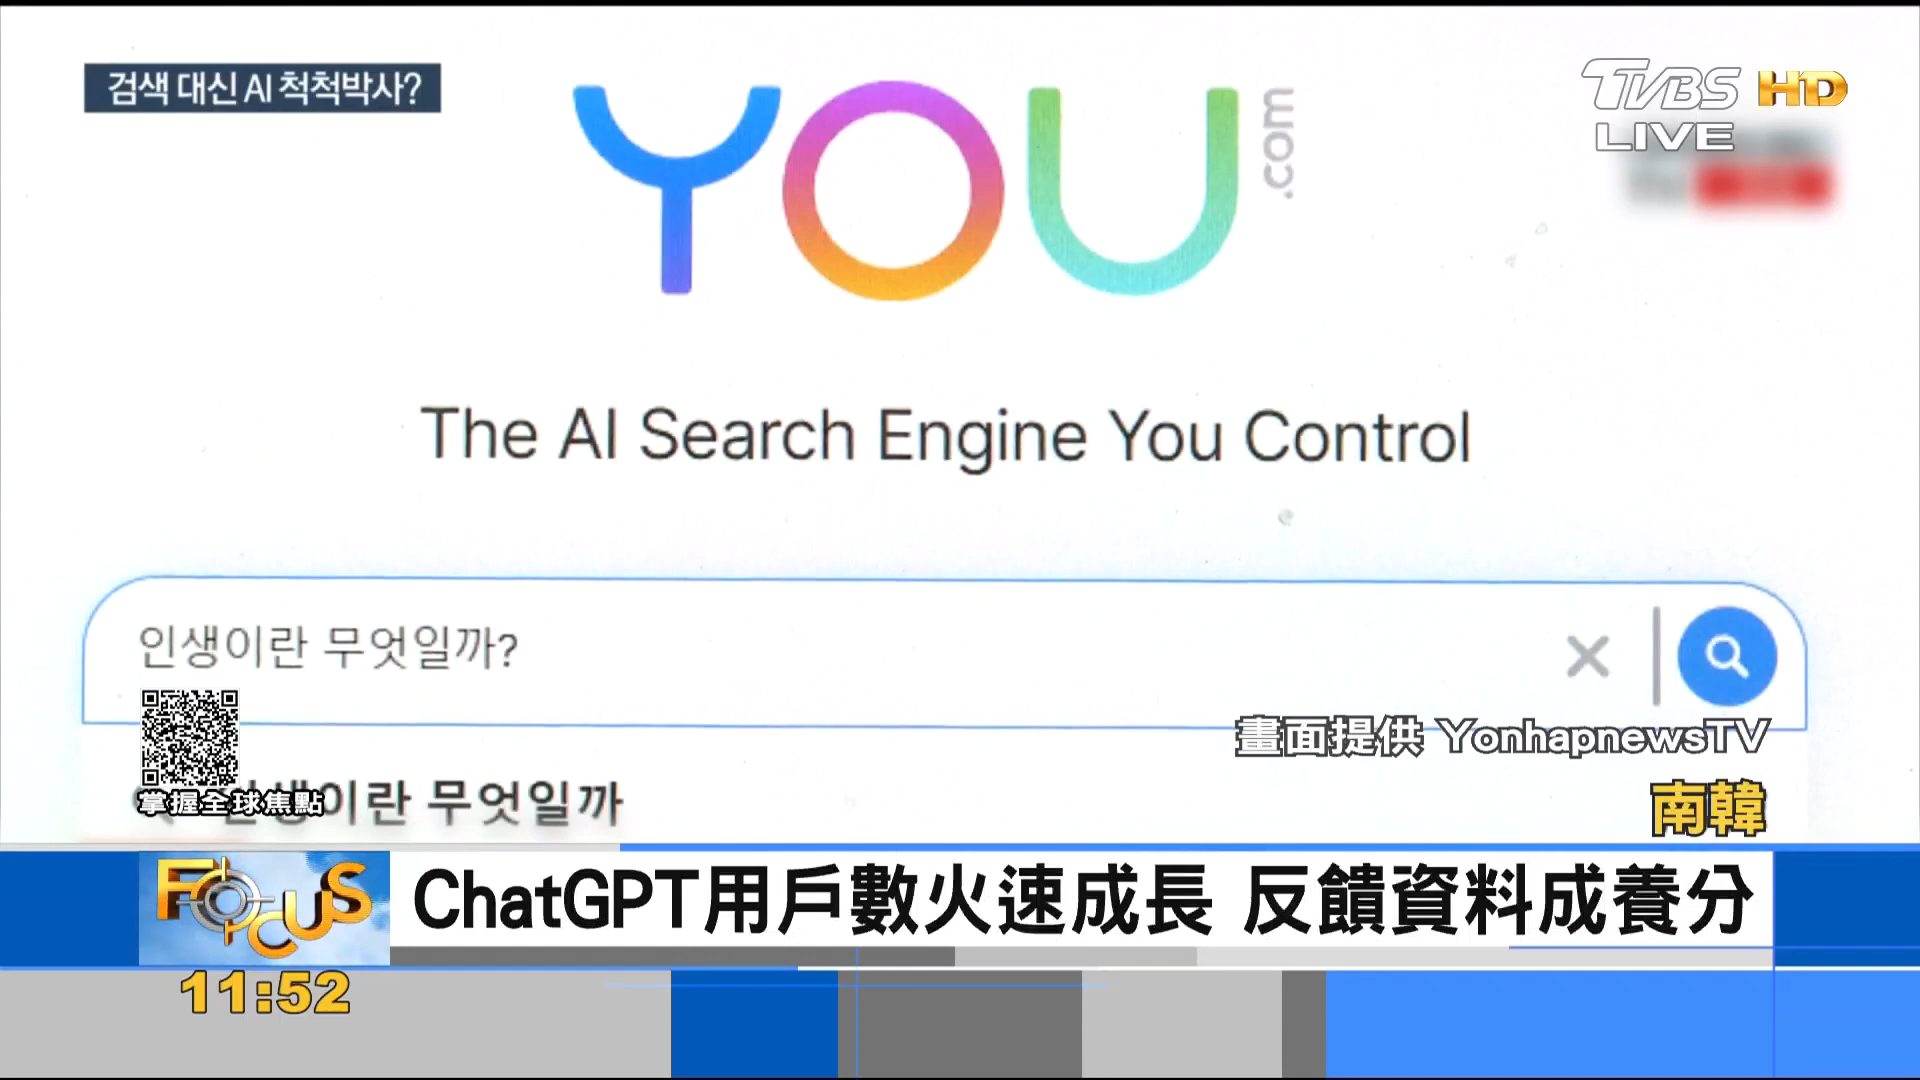 검색 대신 AI 척척박사?
YOU.com
TVBS HD
LIVE
The AI Search Engine You Control
인생이란 무엇일까?
畫面提供 YonhapnewsTV
인생이란 무엇일까
掌握全球焦點
南韓
FOCUS
ChatGPT用戶數火速成長 反饋資料成養分
11:52